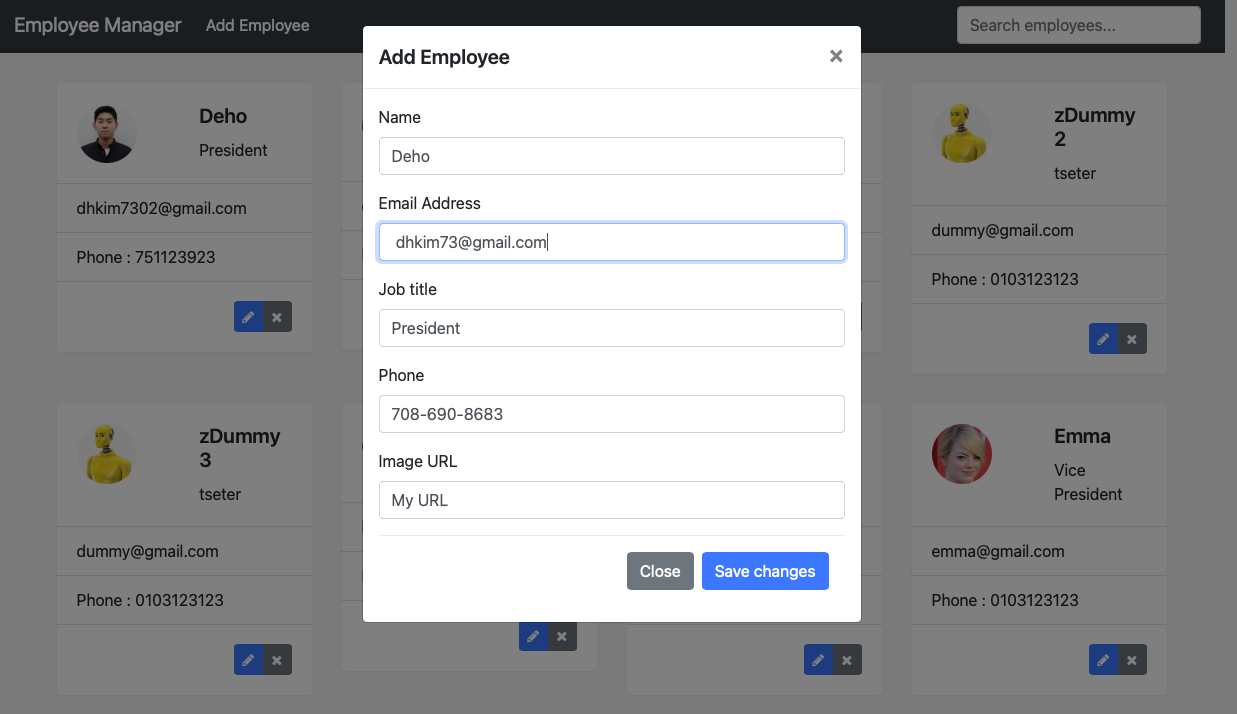 Employee Manager
Add Employee
Search employees...
Add Employee
×
Name
Deho
Email Address
dhkim73@gmail.com
Job title
President
Phone
708-690-8683
Image URL
My URL
Close
Save changes
Deho
President
dhkim7302@gmail.com
Phone : 751123923
zDummy
2
tseter
dummy@gmail.com
Phone : 0103123123
zDummy
3
tseter
dummy@gmail.com
Phone : 0103123123
Emma
Vice
President
emma@gmail.com
Phone : 0103123123